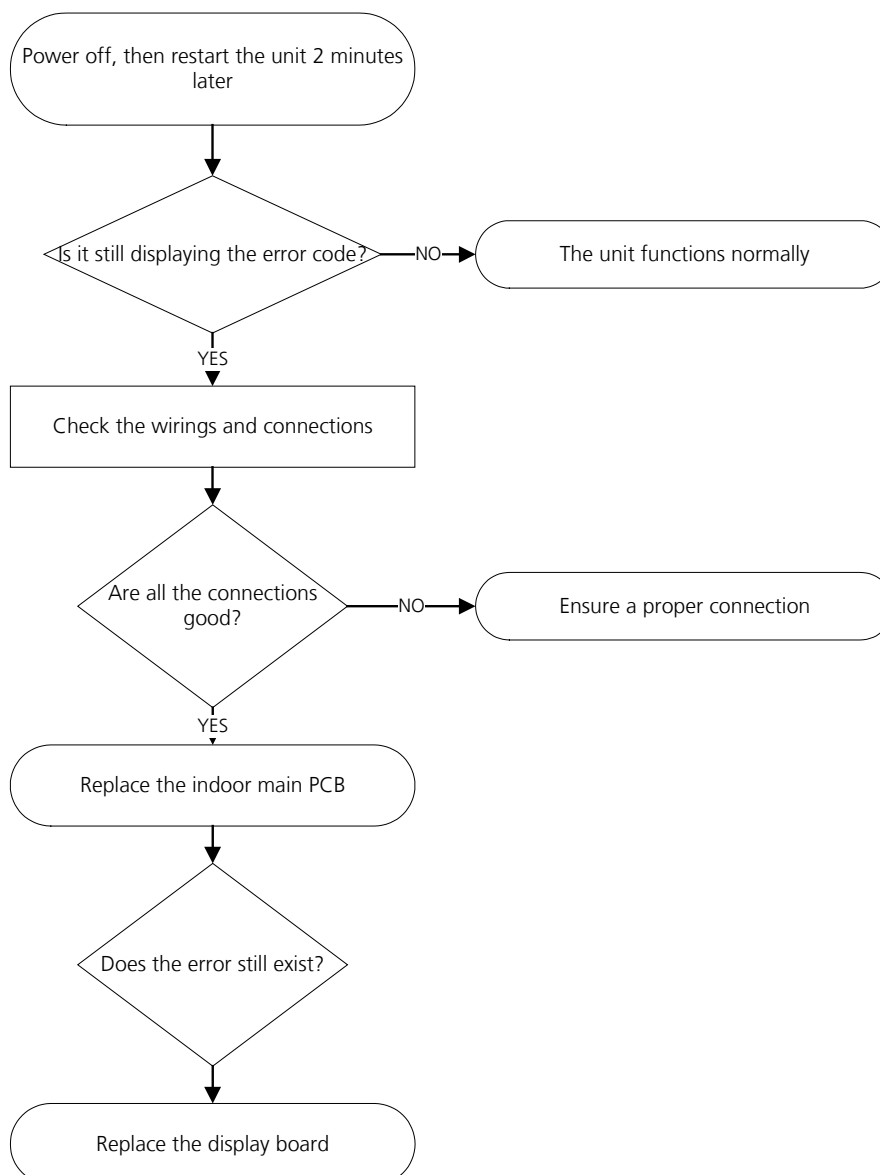 Power off, then restart the unit 2 minutes
later
Is it still displaying the error code?
NO
The unit functions normally
YES
Check the wirings and connections
Are all the connections
good?
NO
Ensure a proper connection
YES
Replace the indoor main PCB
Does the error still exist?
Replace the display board